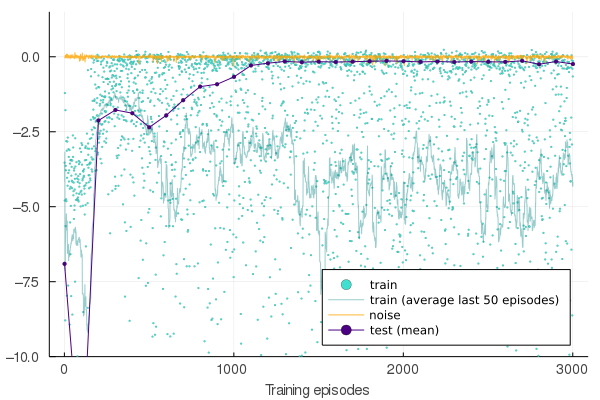 0.0
−2.5
−5.0
−7.5
−10.0
0
1000
2000
3000
Training episodes
train
train (average last 50 episodes)
noise
test (mean)